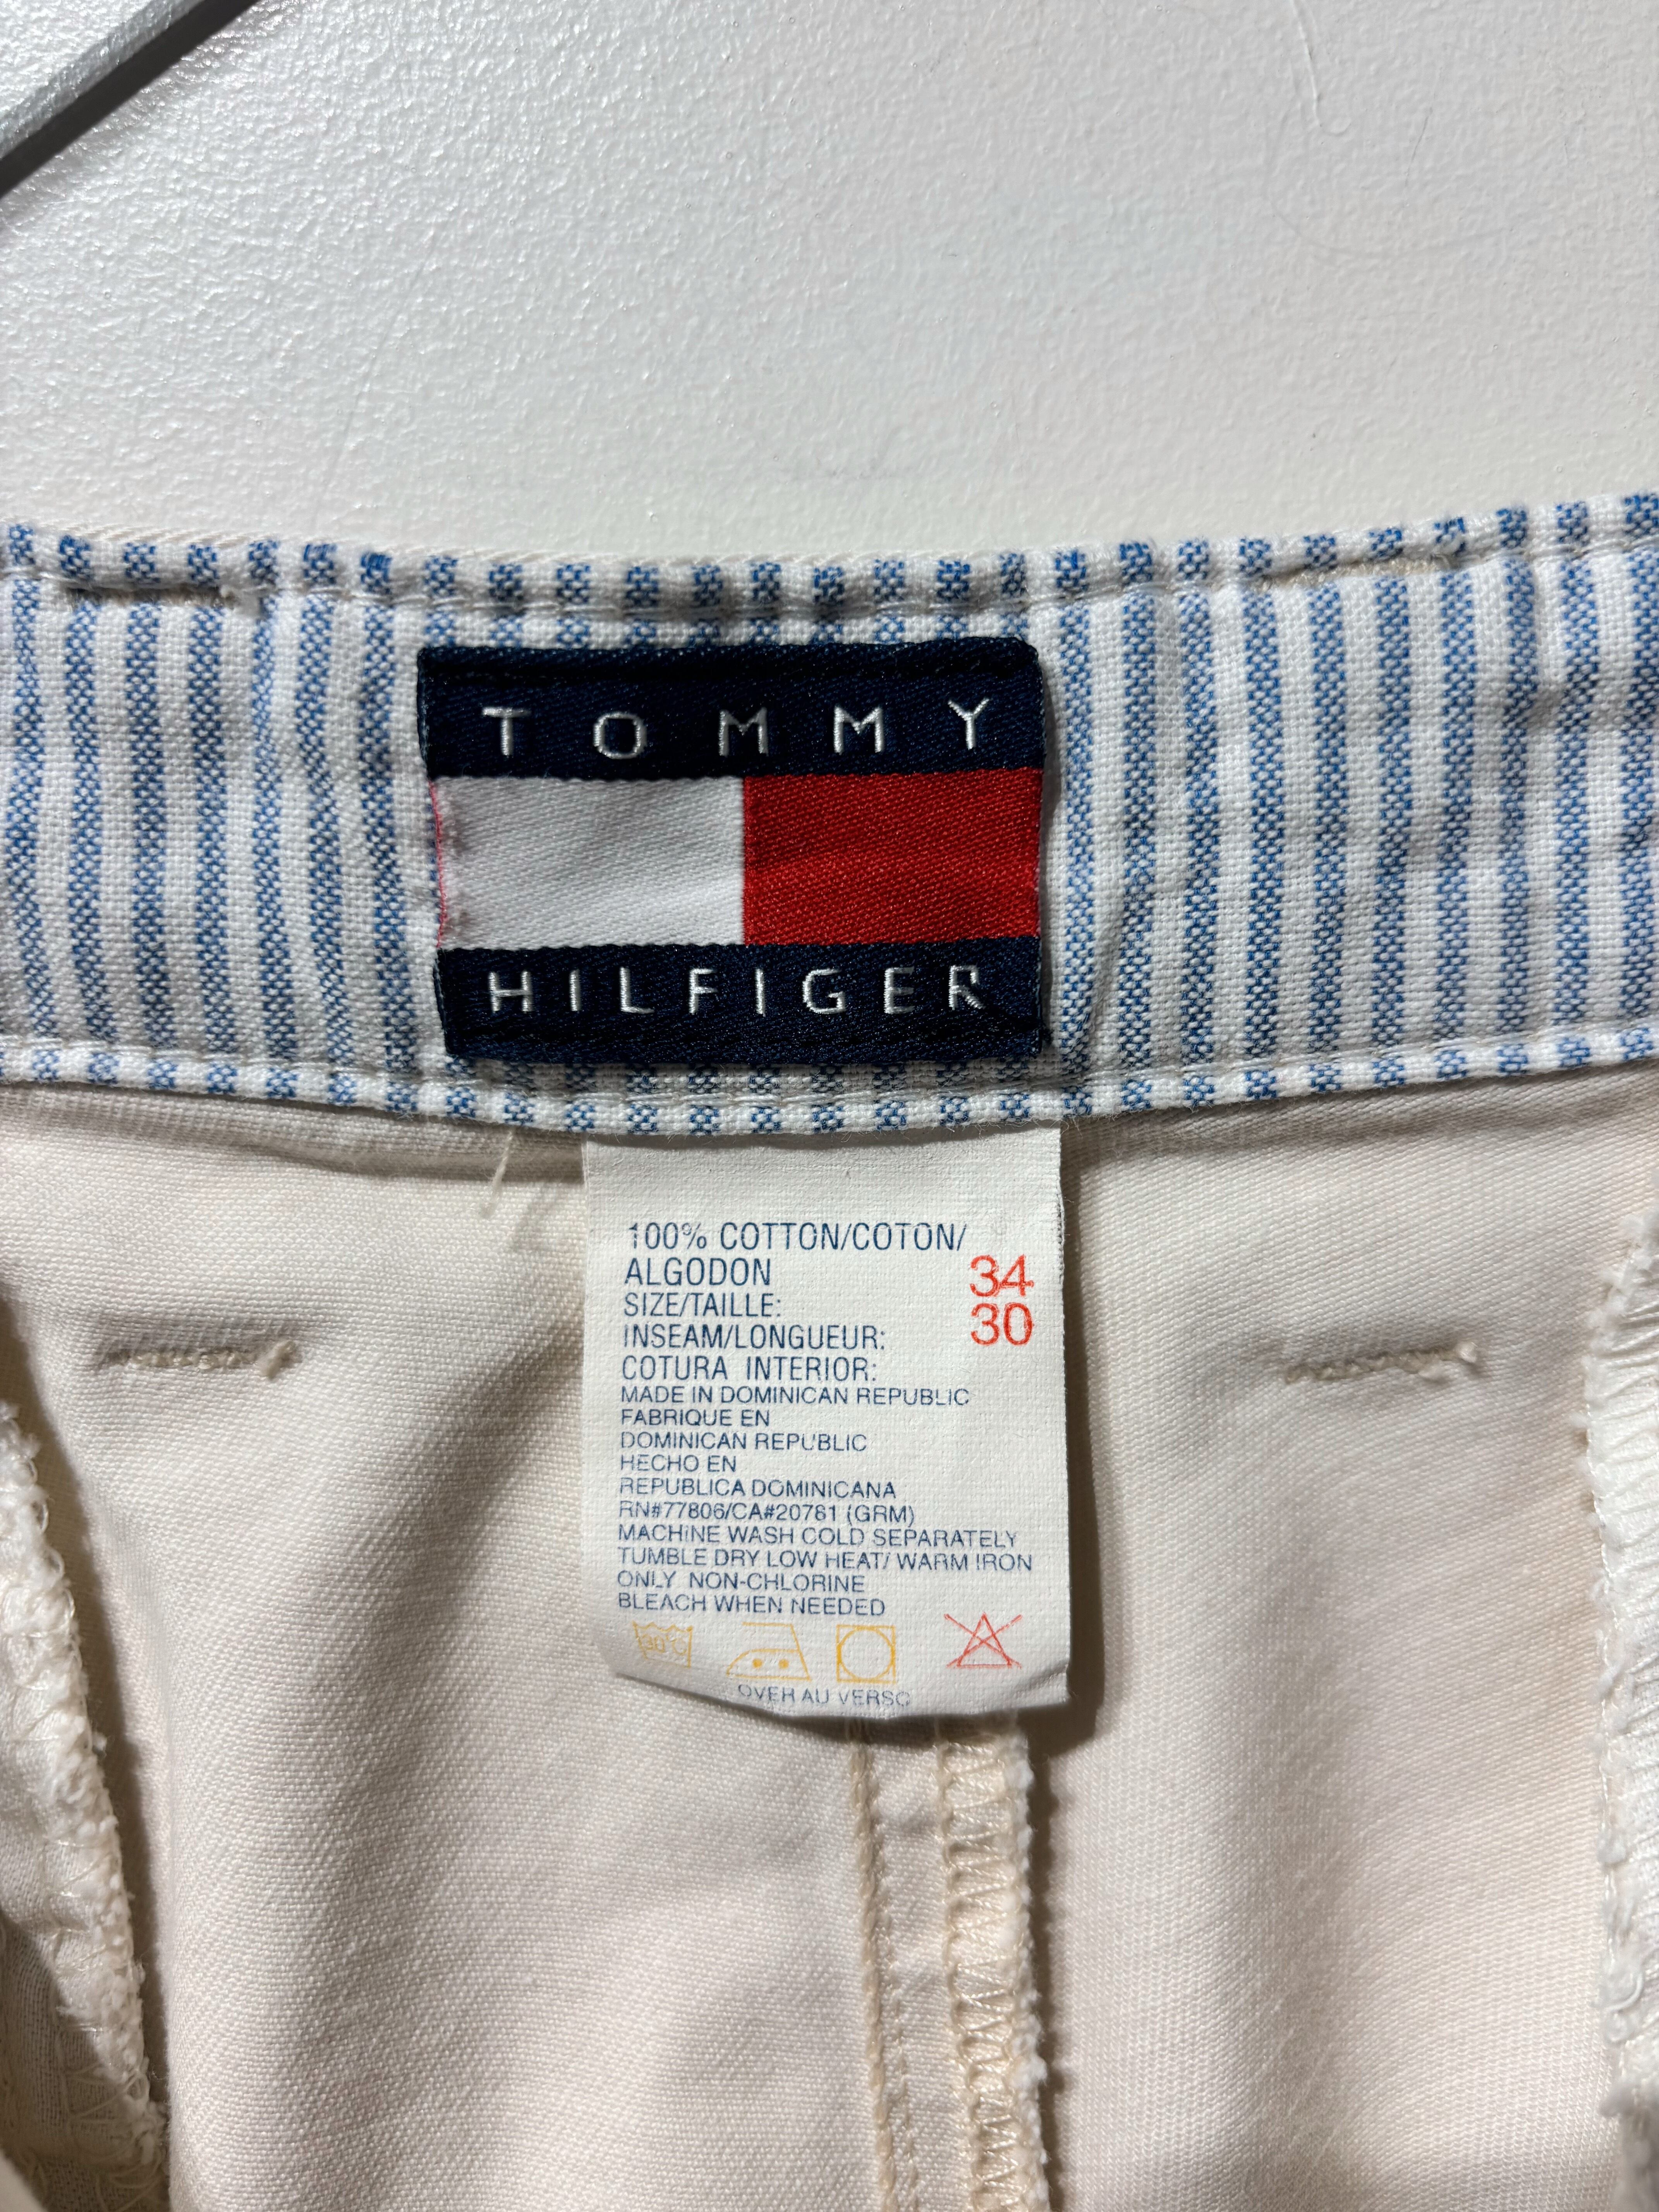 TOMMY
HILFIGER
100% COTTON/COTON/
ALGODON 34
SIZE/TAILLE: 30
INSEAM/LONGUEUR:
COTURA INTERIOR:
MADE IN DOMINICAN REPUBLIC
FABRIQUE EN
DOMINICAN REPUBLIC
HECHO EN
REPUBLICA DOMINICANA
RN#77806/CA#20781 (GRM)
MACHINE WASH COLD SEPARATELY
TUMBLE DRY LOW HEAT/ WARM IRON
ONLY NON-CHLORINE
BLEACH WHEN NEEDED
30°C
OVER AU VERSO